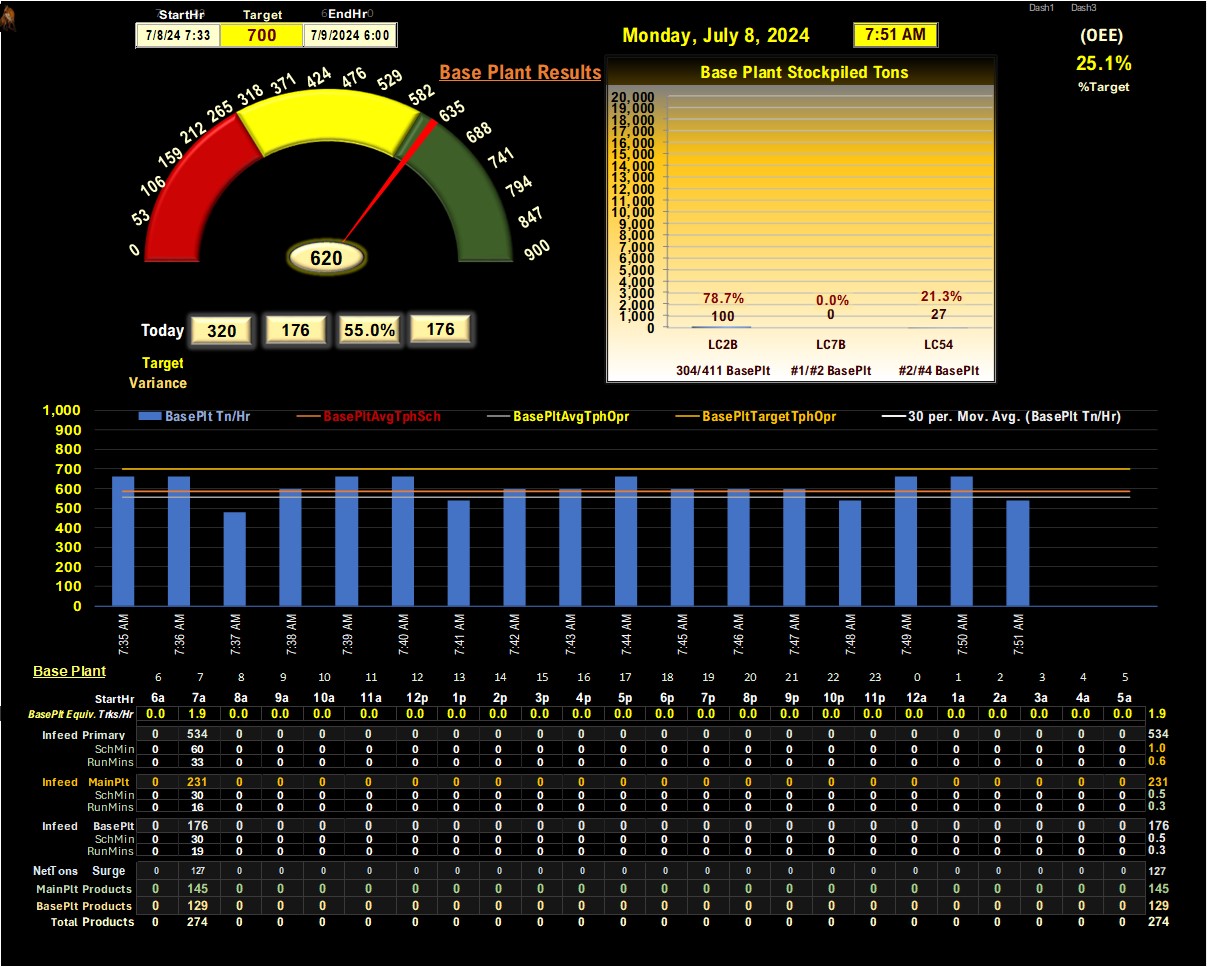 Dash1 Dash3
StartHr Target EndHr
7/8/24 7:33 700 7/9/2024 6:00
Monday, July 8, 2024 7:51 AM
(OEE)
25.1%
%Target
Base Plant Results
0 53 106 159 212 265 318 371 424 476 529 582 635 688 741 794 847 900
620
Today 320 176 55.0% 176
Target
Variance
Base Plant Stockpiled Tons
20,000
19,000
18,000
17,000
16,000
15,000
14,000
13,000
12,000
11,000
10,000
9,000
8,000
7,000
6,000
5,000
4,000
3,000
2,000
1,000
0
78.7% 0.0% 21.3%
100 0 27
LC2B LC7B LC54
304/411 BasePlt #1/#2 BasePlt #2/#4 BasePlt
BasePlt Tn/Hr BasePltAvgTphSch BasePltAvgTphOpr BasePltTargetTphOpr 30 per. Mov. Avg. (BasePlt Tn/Hr)
1,000
900
800
700
600
500
400
300
200
100
0
7:35 AM 7:36 AM 7:37 AM 7:38 AM 7:39 AM 7:40 AM 7:41 AM 7:42 AM 7:43 AM 7:44 AM 7:45 AM 7:46 AM 7:47 AM 7:48 AM 7:49 AM 7:50 AM 7:51 AM
Base Plant
6 7 8 9 10 11 12 13 14 15 16 17 18 19 20 21 22 23 0 1 2 3 4 5
StartHr 6a 7a 8a 9a 10a 11a 12p 1p 2p 3p 4p 5p 6p 7p 8p 9p 10p 11p 12a 1a 2a 3a 4a 5a
BasePlt Equiv. Trks/Hr 0.0 1.9 0.0 0.0 0.0 0.0 0.0 0.0 0.0 0.0 0.0 0.0 0.0 0.0 0.0 0.0 0.0 0.0 0.0 0.0 0.0 0.0 0.0 0.0 1.9
Infeed Primary 0 534 0 0 0 0 0 0 0 0 0 0 0 0 0 0 0 0 0 0 0 0 0 0 534
SchMin 0 60 0 0 0 0 0 0 0 0 0 0 0 0 0 0 0 0 0 0 0 0 0 0 1.0
RunMins 0 33 0 0 0 0 0 0 0 0 0 0 0 0 0 0 0 0 0 0 0 0 0 0 0.6
Infeed MainPlt 0 231 0 0 0 0 0 0 0 0 0 0 0 0 0 0 0 0 0 0 0 0 0 0 231
SchMin 0 30 0 0 0 0 0 0 0 0 0 0 0 0 0 0 0 0 0 0 0 0 0 0 0.5
RunMins 0 16 0 0 0 0 0 0 0 0 0 0 0 0 0 0 0 0 0 0 0 0 0 0 0.3
Infeed BasePlt 0 176 0 0 0 0 0 0 0 0 0 0 0 0 0 0 0 0 0 0 0 0 0 0 176
SchMin 0 30 0 0 0 0 0 0 0 0 0 0 0 0 0 0 0 0 0 0 0 0 0 0 0.5
RunMins 0 19 0 0 0 0 0 0 0 0 0 0 0 0 0 0 0 0 0 0 0 0 0 0 0.3
NetTons Surge 0 127 0 0 0 0 0 0 0 0 0 0 0 0 0 0 0 0 0 0 0 0 0 0 127
MainPlt Products 0 145 0 0 0 0 0 0 0 0 0 0 0 0 0 0 0 0 0 0 0 0 0 0 145
BasePlt Products 0 129 0 0 0 0 0 0 0 0 0 0 0 0 0 0 0 0 0 0 0 0 0 0 129
Total Products 0 274 0 0 0 0 0 0 0 0 0 0 0 0 0 0 0 0 0 0 0 0 0 0 274